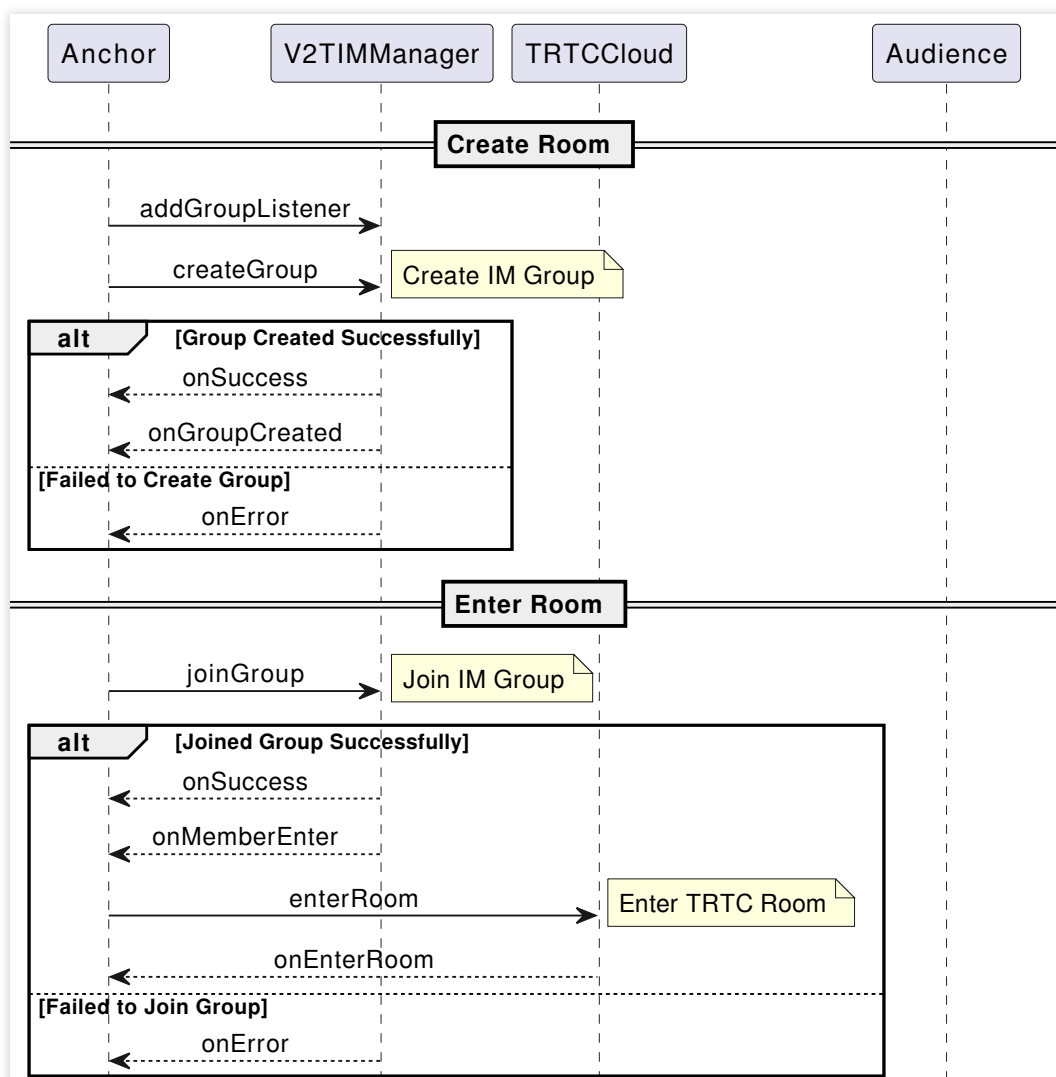 Anchor V2TIMManager TRTCCloud Audience
Create Room
addGroupListener
createGroup Create IM Group
alt [Group Created Successfully]
onSuccess
onGroupCreated
[Failed to Create Group]
onError
Enter Room
joinGroup Join IM Group
alt [Joined Group Successfully]
onSuccess
onMemberEnter
enterRoom Enter TRTC Room
onEnterRoom
[Failed to Join Group]
onError